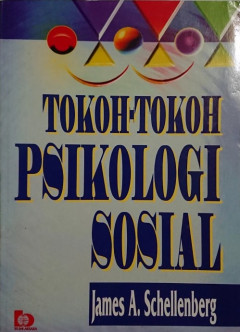 TOKOH-TOKOH
PSIKOLOGI
SOSIAL
James A. Schellenberg